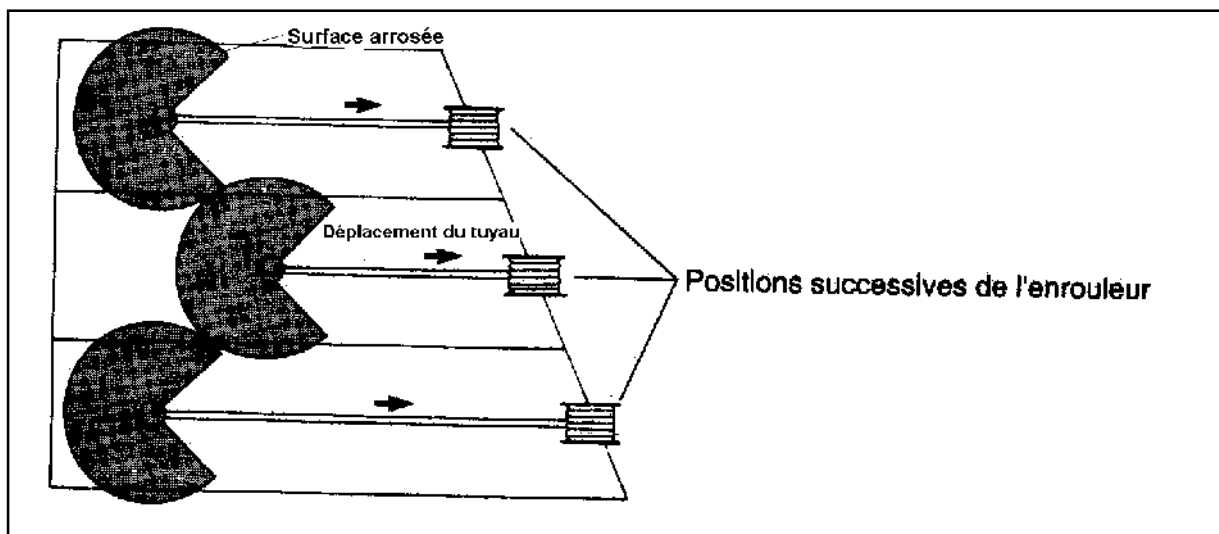 Surface arrosée
Déplacement du tuyau
Positions successives de l'enrouleur